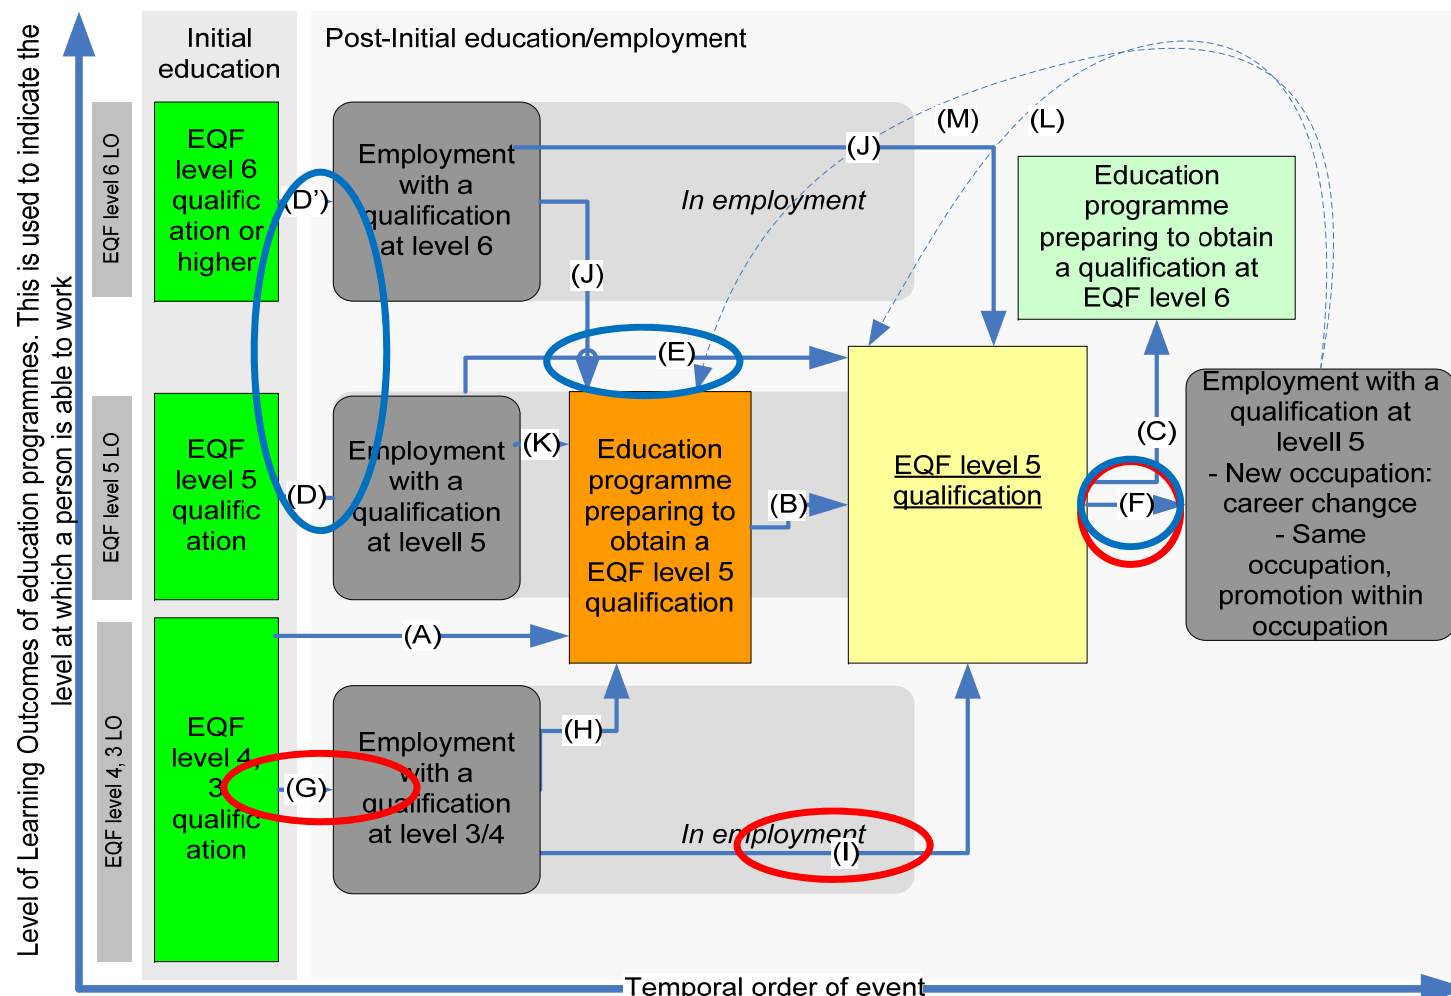 Level of Learning Outcomes of education programmes. This is used to indicate the
level at which a person is able to work
Initial
education
Post-Initial education/employment
EQF level 6 LO
EQF
level 6
qualific
ation or
higher
(D’)
Employment
with a
qualification
at level 6
In employment
(J)
(J)
(M)
(L)
Education
programme
preparing to obtain
a qualification at
EQF level 6
EQF level 5 LO
EQF
level 5
qualific
ation
(D)
Employment
with a
qualification
at levell 5
(K)
(E)
Education
programme
preparing to
obtain a
EQF level 5
qualification
(B)
EQF level 5
qualification
(C)
(F)
Employment with a
qualification at
levell 5
- New occupation:
career changce
- Same
occupation,
promotion within
occupation
EQF level 4, 3 LO
EQF
level 4,
3
qualific
ation
(A)
(G)
Employment
with a
qualification
at level 3/4
(H)
In employment
(I)
Temporal order of event